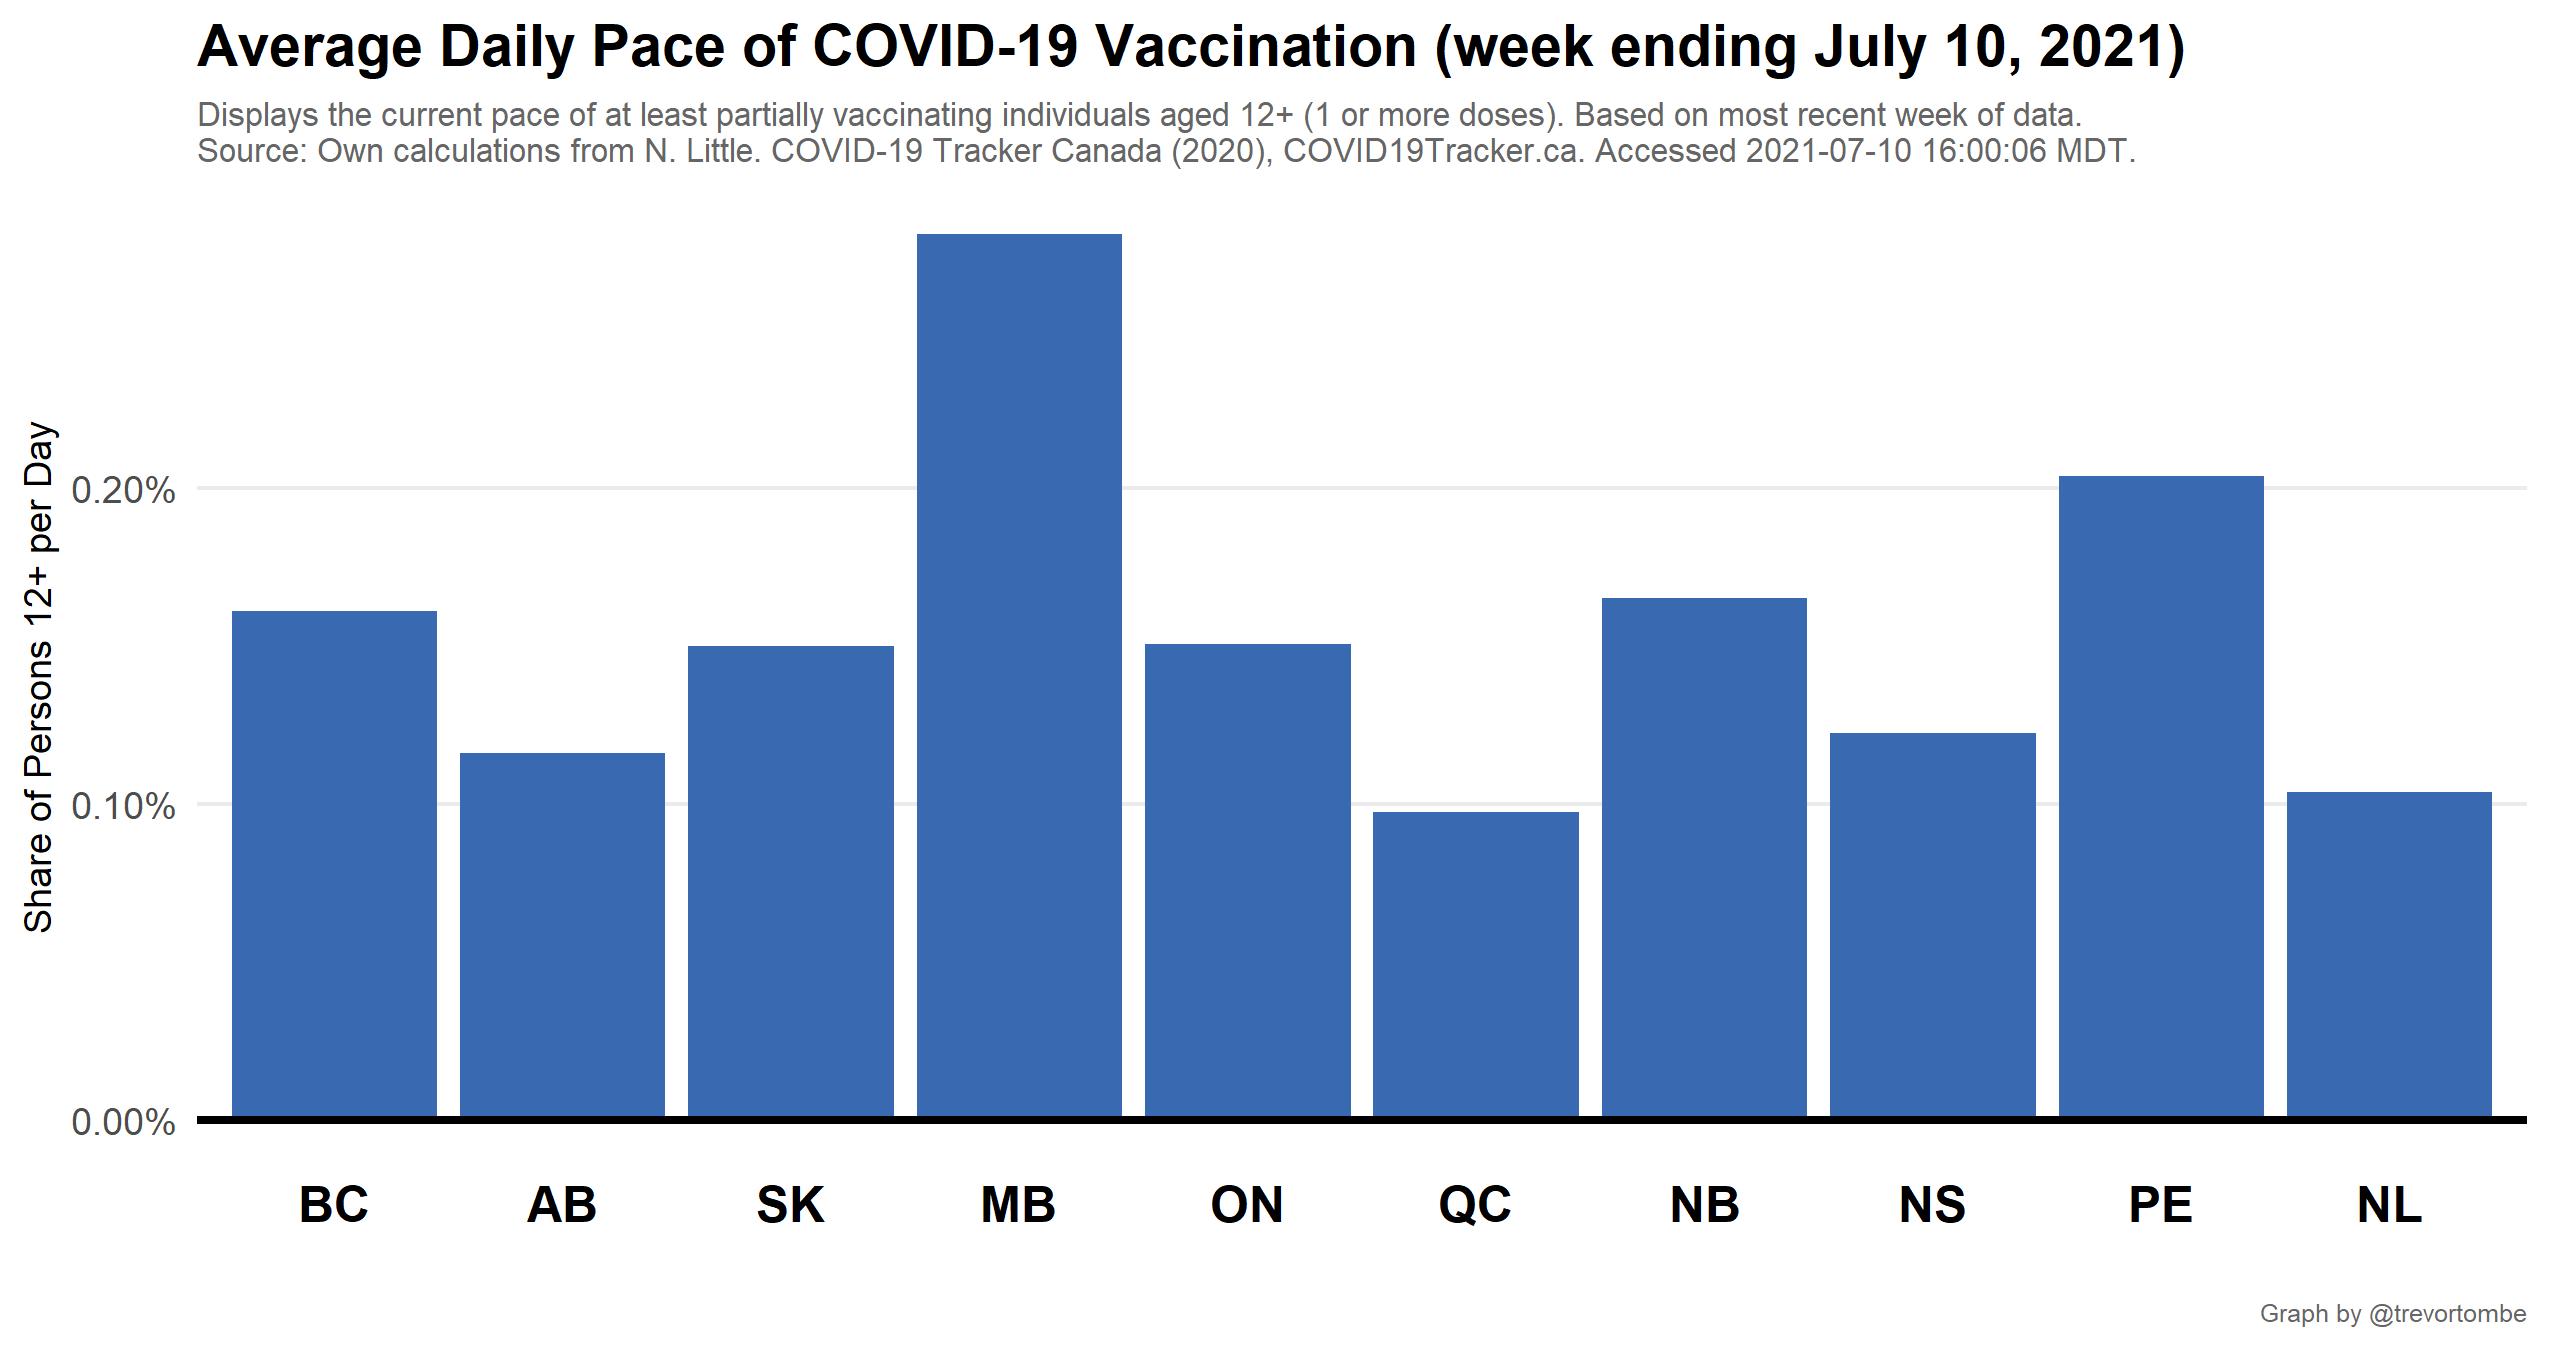 Average Daily Pace of COVID-19 Vaccination (week ending July 10, 2021)
Displays the current pace of at least partially vaccinating individuals aged 12+ (1 or more doses). Based on most recent week of data.
Source: Own calculations from N. Little. COVID-19 Tracker Canada (2020), COVID19Tracker.ca. Accessed 2021-07-10 16:00:06 MDT.
Share of Persons 12+ per Day
0.20%
0.10%
0.00%
BC
AB
SK
MB
ON
QC
NB
NS
PE
NL
Graph by @trevortombe